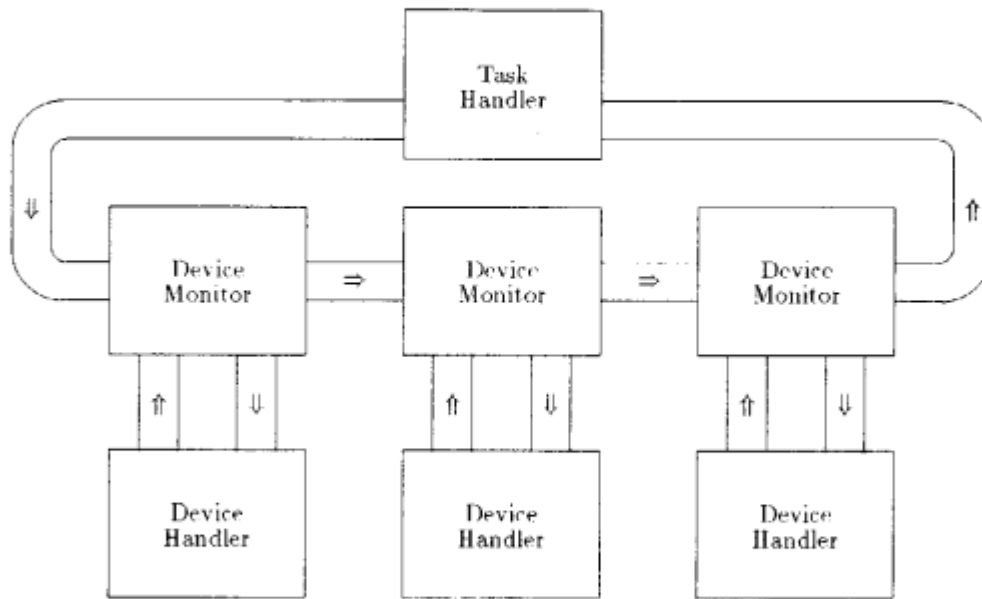 Task
Handler
⇓
⇑
Device
Monitor
⇒
Device
Monitor
⇒
Device
Monitor
⇑
⇓
⇑
⇓
⇑
⇓
Device
Handler
Device
Handler
Device
Handler